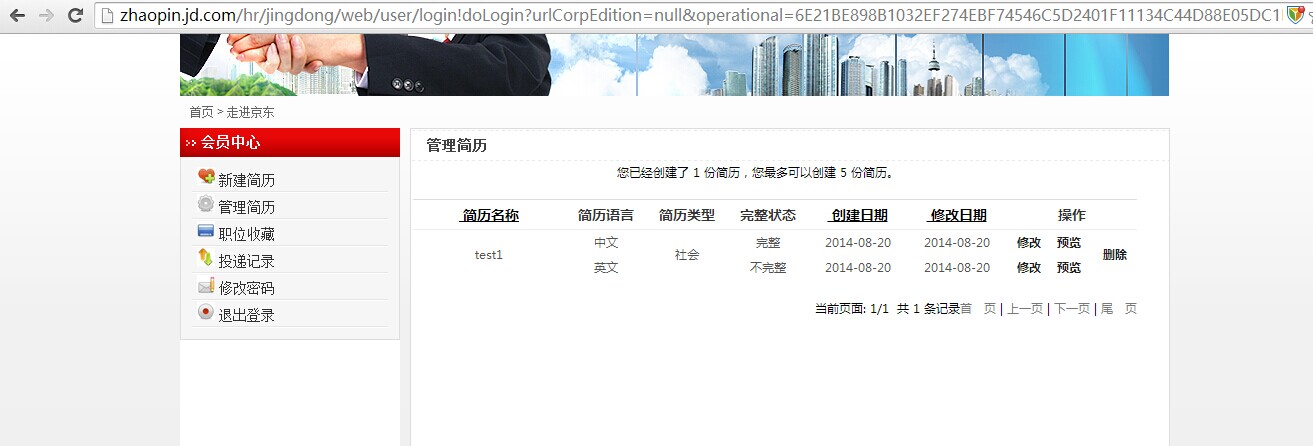 zhaopin.jd.com/hr/jingdong/web/user/login!doLogin?urlCorpEdition=null&operational=6E21BE898B1032EF274EBF74546C5D2401F11134C44D88E05DC1
首页 > 走进京东
会员中心
新建简历
管理简历
职位收藏
投递记录
修改密码
退出登录
管理简历
您已经创建了 1 份简历，您最多可以创建 5 份简历。
简历名称 简历语言 简历类型 完整状态 创建日期 修改日期 操作
test1 中文 社会 完整 2014-08-20 2014-08-20 修改 预览 删除
英文 不完整 2014-08-20 2014-08-20 修改 预览
当前页面: 1/1 共 1 条记录首 页 | 上一页 | 下一页 | 尾 页